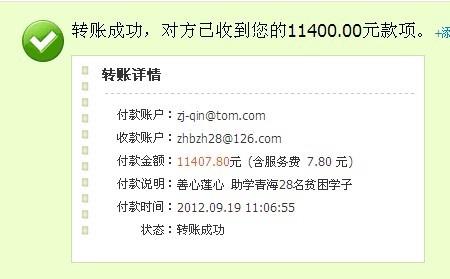 转账成功，对方已收到您的11400.00元款项。+添
转账详情
付款账户：zj-qin@tom.com
收款账户：zhbzh28@126.com
付款金额：11407.80元 (含服务费 7.80 元)
付款说明：善心莲心 助学青海28名贫困学子
付款时间：2012.09.19 11:06:55
状态：转账成功